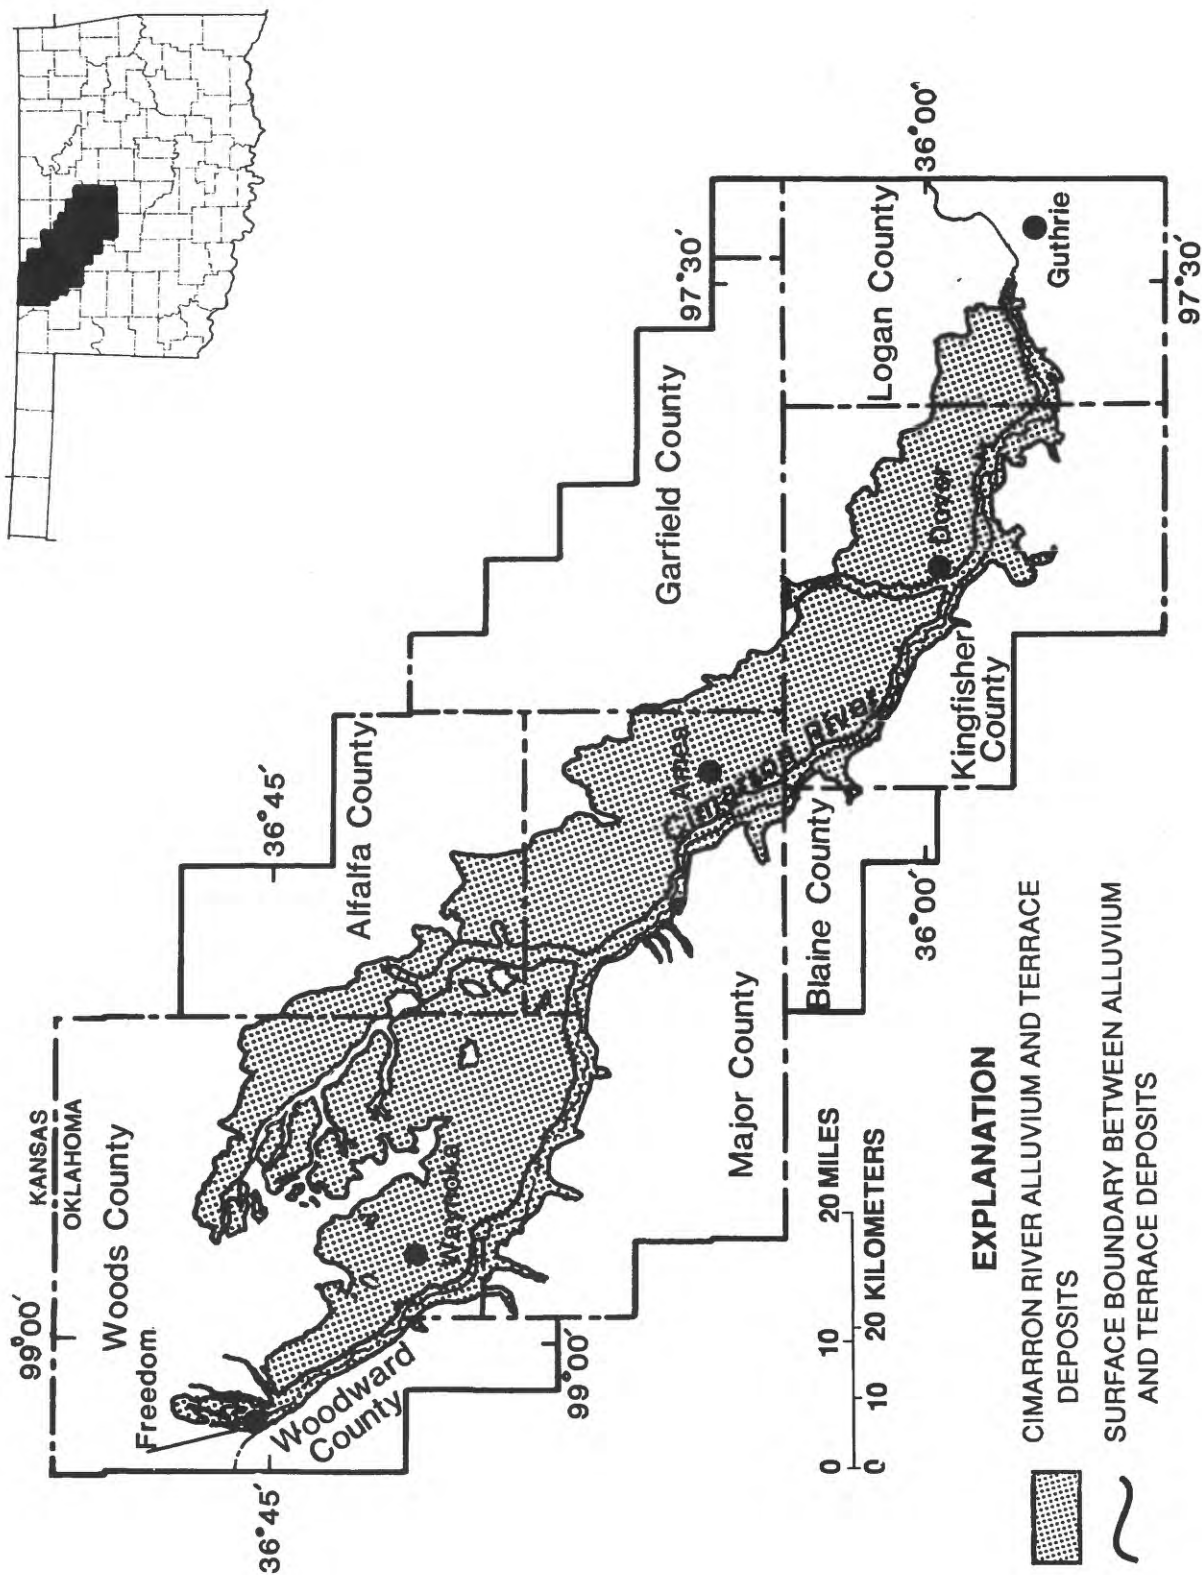 99°00′
KANSAS
OKLAHOMA
Woods County
Freedom
36°45′
36°45′
Alfalfa County
Woodward
County
Waynoka
99°00′
Garfield County
Ames
Cimarron River
97°30′
Major County
Blaine County
Logan County
Dover
Kingfisher
County
36°00′
36°00′
Guthrie
97°30′
0 10 20 MILES
0 10 20 KILOMETERS
EXPLANATION
CIMARRON RIVER ALLUVIUM AND TERRACE
DEPOSITS
SURFACE BOUNDARY BETWEEN ALLUVIUM
AND TERRACE DEPOSITS